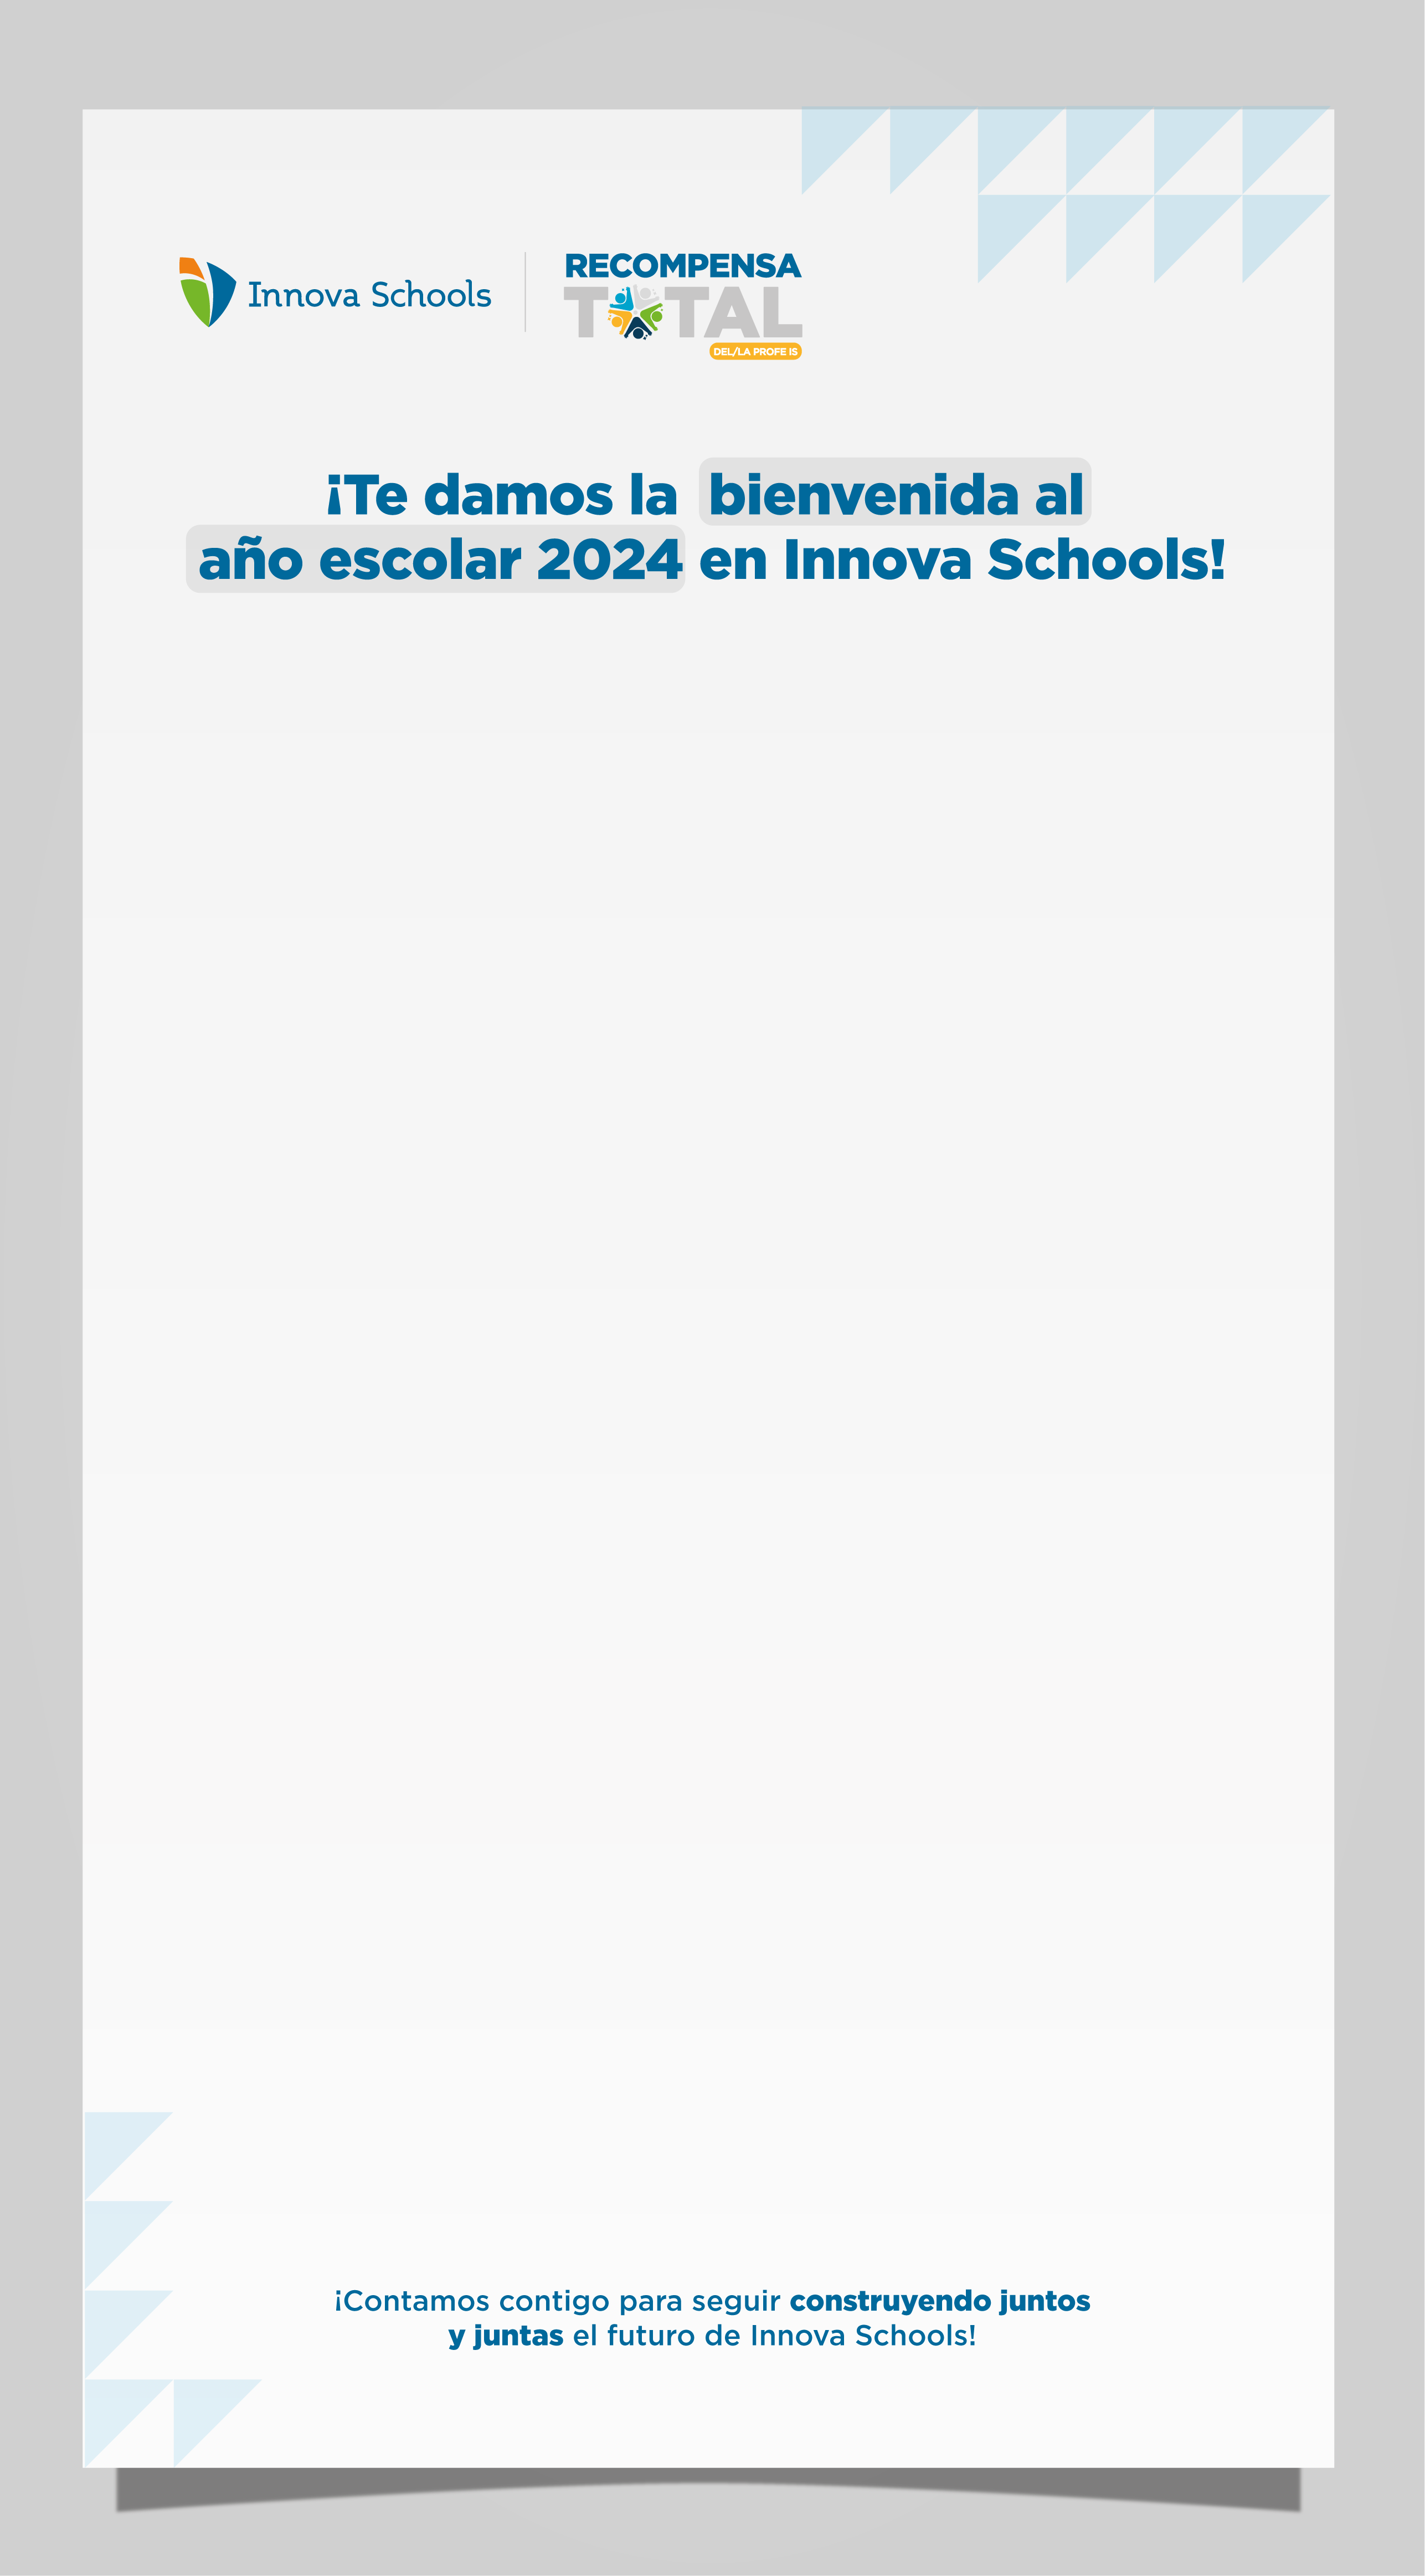 Innova Schools
RECOMPENSA
TOTAL
DEL/LA PROFE IS
¡Te damos la bienvenida al
año escolar 2024 en Innova Schools!
¡Contamos contigo para seguir construyendo juntos
y juntas el futuro de Innova Schools!